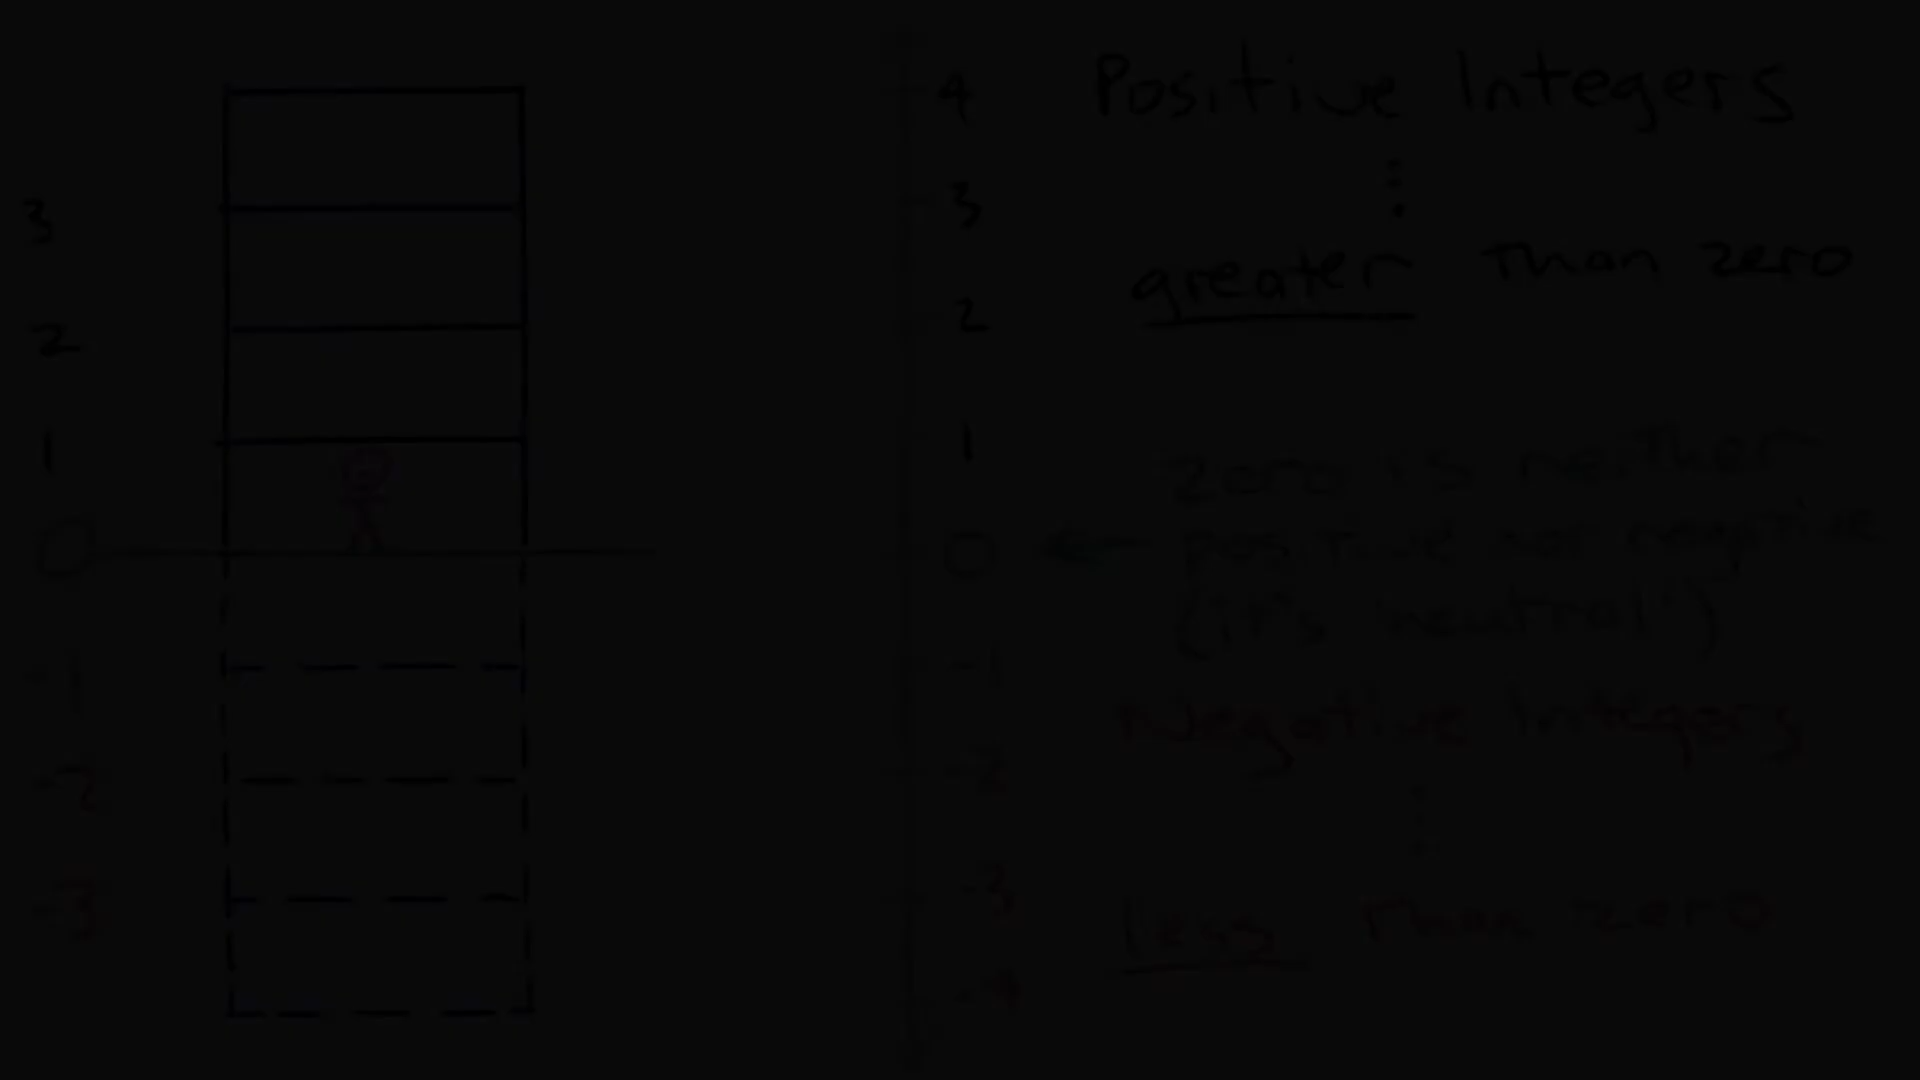 3
2
1
0
-1
-2
-3
4
3
2
1
0
-1
-2
-3
-4
Positive Integers
greater than zero
zero is neither
positive nor negative
(it's "neutral")
Negative Integers
less than zero